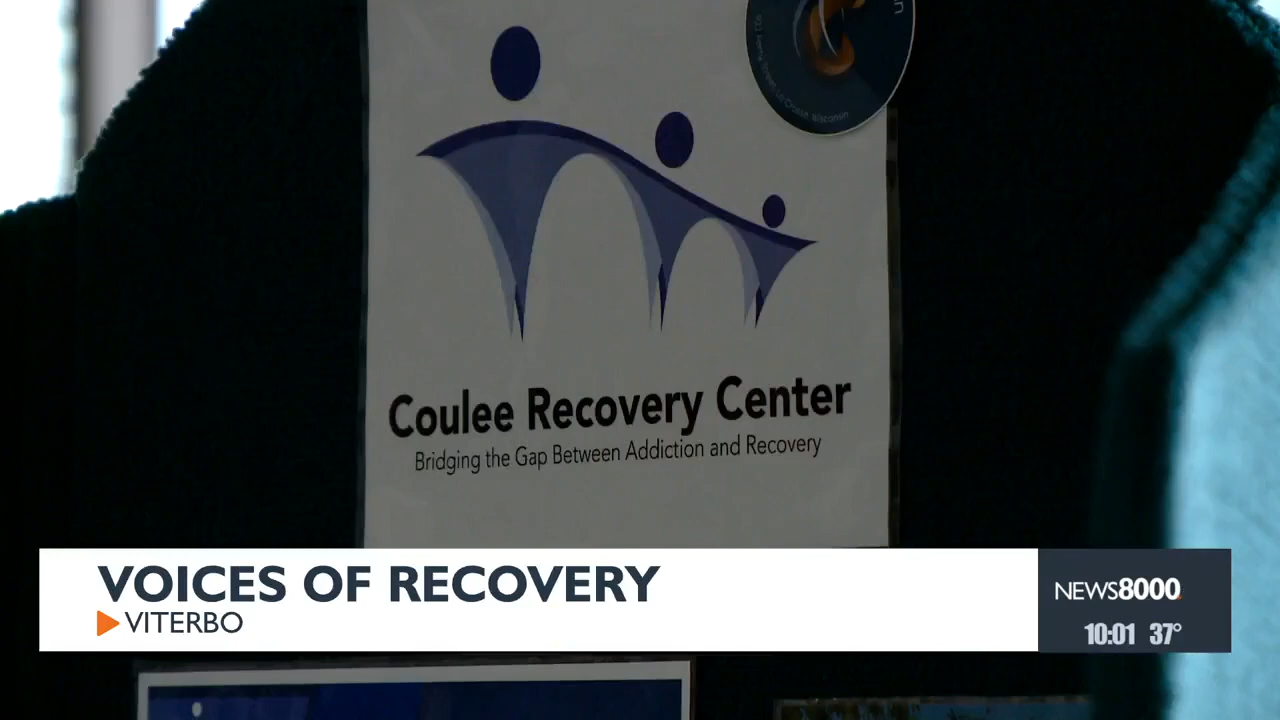 Coulee Recovery Center
Bridging the Gap Between Addiction and Recovery
VOICES OF RECOVERY
VITERBO
NEWS8000
10:01 37°